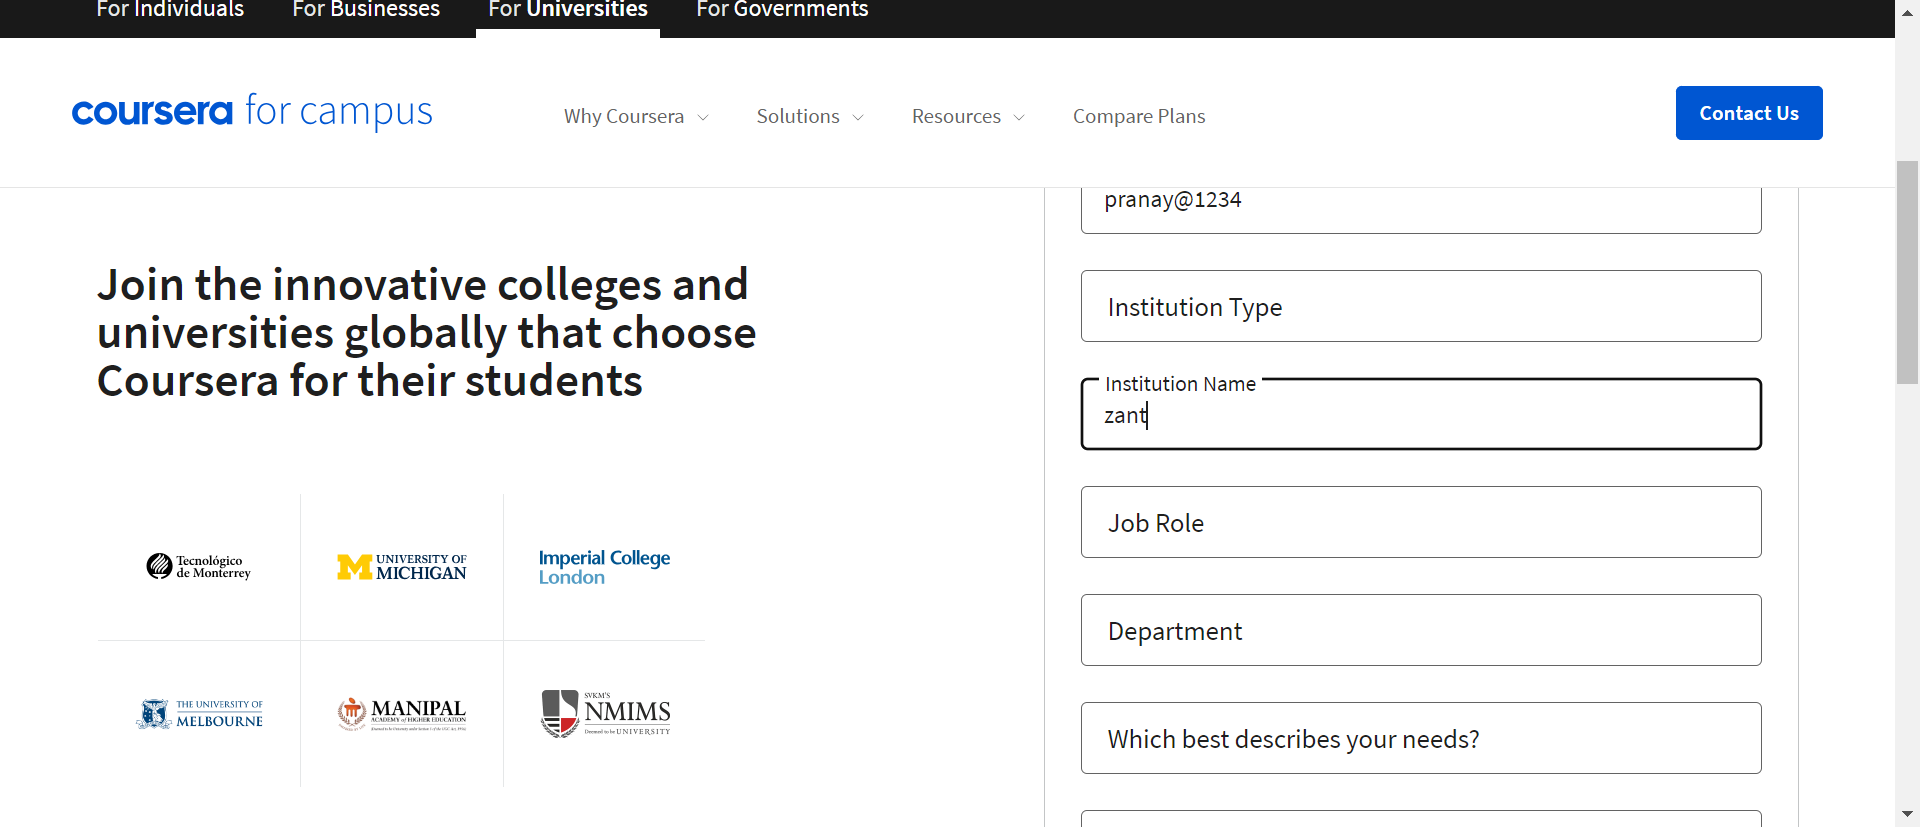 For Individuals For Businesses For Universities For Governments
coursera for campus Why Coursera Solutions Resources Compare Plans Contact Us
pranay@1234
Join the innovative colleges and
universities globally that choose
Coursera for their students
Institution Type
Institution Name
zant
Job Role
Department
Which best describes your needs?
Tecnológico
de Monterrey
UNIVERSITY OF
MICHIGAN
Imperial College
London
THE UNIVERSITY OF
MELBOURNE
MANIPAL
ACADEMY of HIGHER EDUCATION
SVKM'S
NMIMS
Deemed to be UNIVERSITY